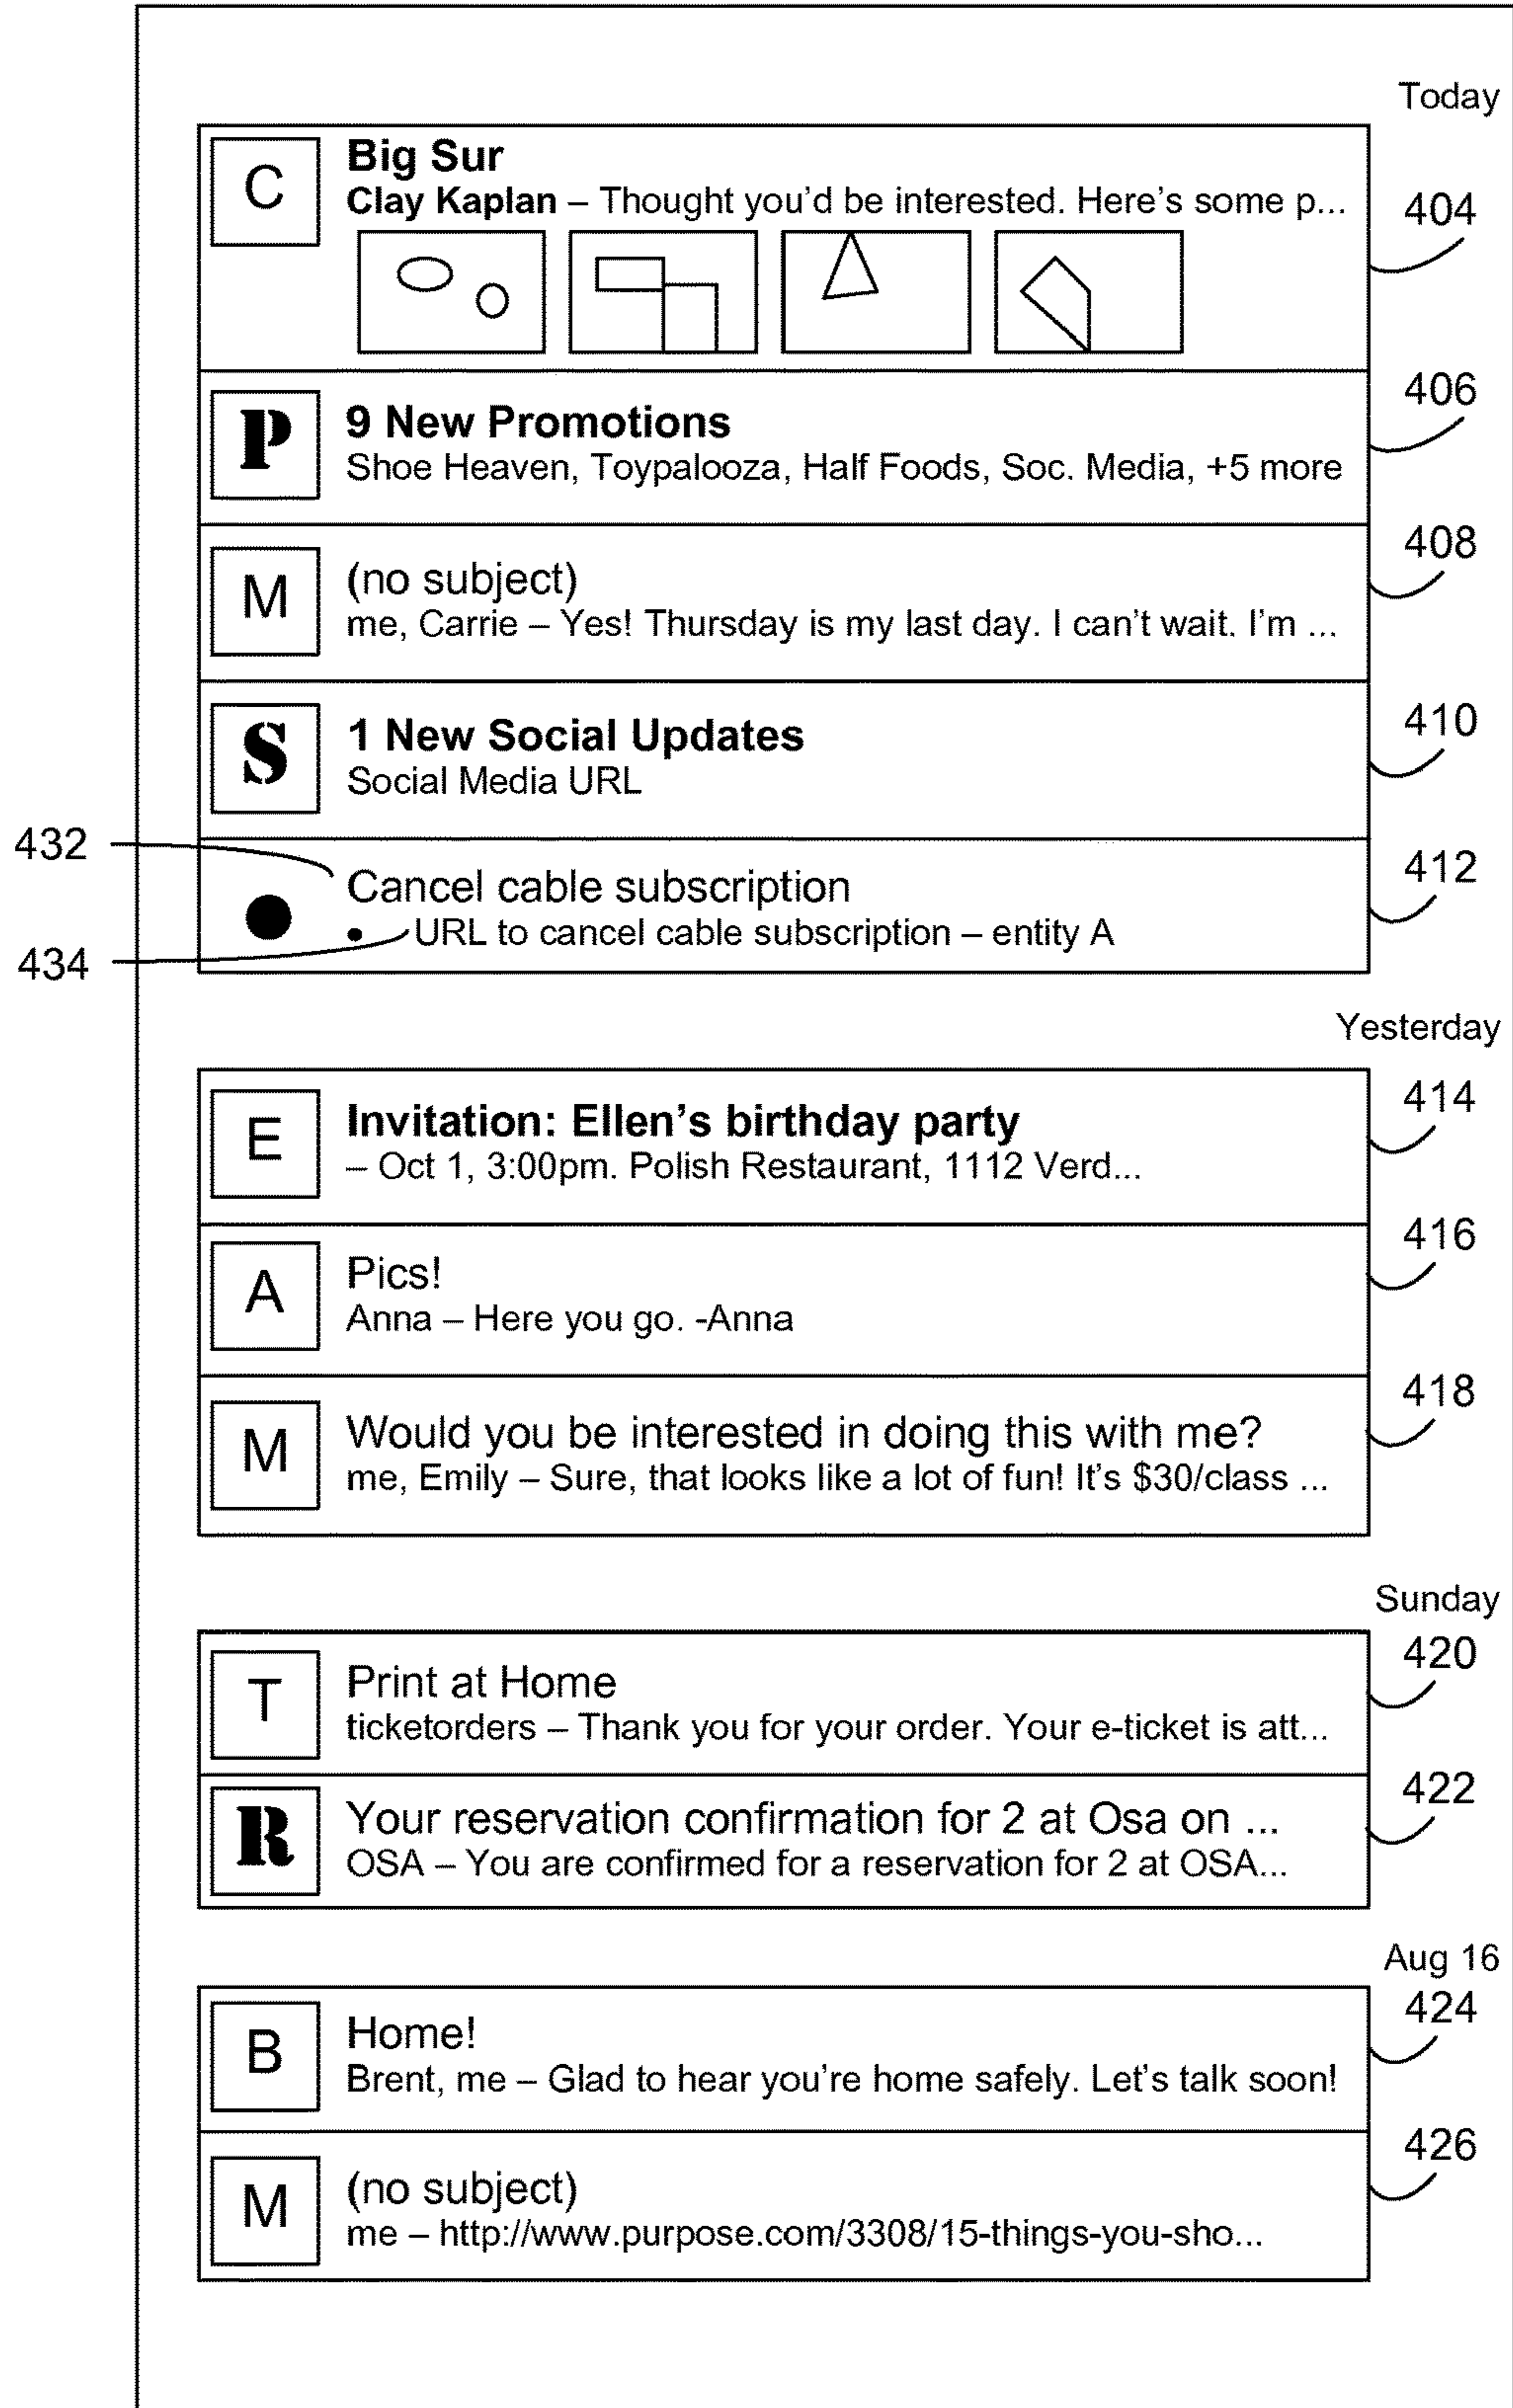 Today
C
Big Sur
Clay Kaplan – Thought you'd be interested. Here's some p...
404
406
P
9 New Promotions
Shoe Heaven, Toypalooza, Half Foods, Soc. Media, +5 more
408
M
(no subject)
me, Carrie – Yes! Thursday is my last day. I can't wait. I'm ...
410
S
1 New Social Updates
Social Media URL
432
412
Cancel cable subscription
• URL to cancel cable subscription – entity A
434
Yesterday
414
E
Invitation: Ellen's birthday party
– Oct 1, 3:00pm. Polish Restaurant, 1112 Verd...
416
A
Pics!
Anna – Here you go. -Anna
418
M
Would you be interested in doing this with me?
me, Emily – Sure, that looks like a lot of fun! It's $30/class ...
Sunday
420
T
Print at Home
ticketorders – Thank you for your order. Your e-ticket is att...
422
R
Your reservation confirmation for 2 at Osa on ...
OSA – You are confirmed for a reservation for 2 at OSA...
Aug 16
424
B
Home!
Brent, me – Glad to hear you're home safely. Let's talk soon!
426
M
(no subject)
me – http://www.purpose.com/3308/15-things-you-sho...